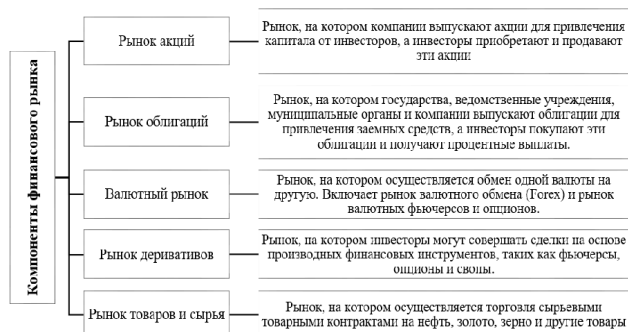 Компоненты финансового рынка
Рынок акций
Рынок, на котором компании выпускают акции для привлечения
капитала от инвесторов, а инвесторы приобретают и продавают
эти акции
Рынок облигаций
Рынок, на котором государства, ведомственные учреждения,
муниципальные органы и компании выпускают облигации для
привлечения заемных средств, а инвесторы покупают эти
облигации и получают процентные выплаты.
Валютный рынок
Рынок, на котором осуществляется обмен одной валюты на
другую. Включает рынок валютного обмена (Forex) и рынок
валютных фьючерсов и опционов.
Рынок деривативов
Рынок, на котором инвесторы могут совершать сделки на основе
производных финансовых инструментов, таких как фьючерсы,
опционы и свопы.
Рынок товаров и сырья
Рынок, на котором осуществляется торговля сырьевыми
товарными контрактами на нефть, золото, зерно и другие товары